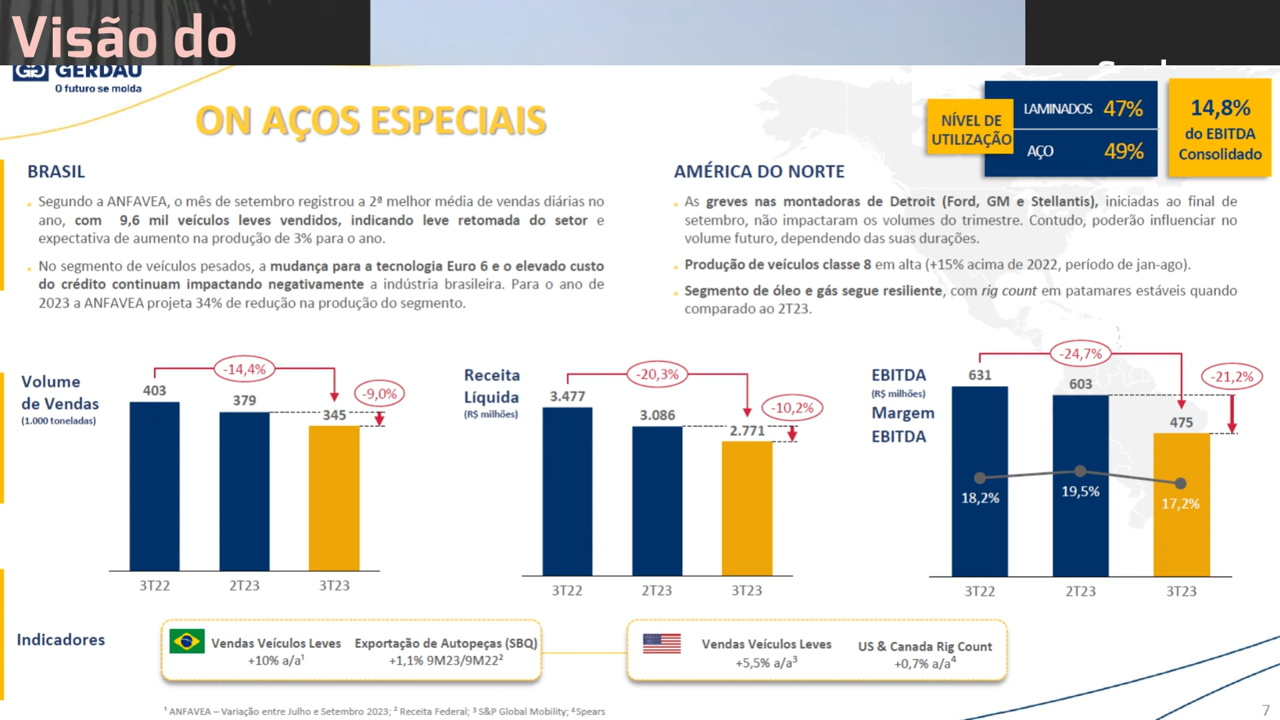 Visão do
GERDAU
O futuro se molda
ON AÇOS ESPECIAIS
NÍVEL DE
UTILIZAÇÃO
LAMINADOS 47%
AÇO 49%
14,8%
do EBITDA
Consolidado
BRASIL
Segundo a ANFAVEA, o mês de setembro registrou a 2ª melhor média de vendas diárias no
ano, com 9,6 mil veículos leves vendidos, indicando leve retomada do setor e
expectativa de aumento na produção de 3% para o ano.
No segmento de veículos pesados, a mudança para a tecnologia Euro 6 e o elevado custo
do crédito continuam impactando negativamente a indústria brasileira. Para o ano de
2023 a ANFAVEA projeta 34% de redução na produção do segmento.
AMÉRICA DO NORTE
As greves nas montadoras de Detroit (Ford, GM e Stellantis), iniciadas ao final de
setembro, não impactaram os volumes do trimestre. Contudo, poderão influenciar no
volume futuro, dependendo das suas durações.
Produção de veículos classe 8 em alta (+15% acima de 2022, período de jan-ago).
Segmento de óleo e gás segue resiliente, com rig count em patamares estáveis quando
comparado ao 2T23.
Volume
de Vendas
(1.000 toneladas)
-14,4%
-9,0%
403
379
345
3T22
2T23
3T23
Receita
Líquida
(R$ milhões)
-20,3%
-10,2%
3.477
3.086
2.771
3T22
2T23
3T23
EBITDA
(R$ milhões)
Margem
EBITDA
-24,7%
-21,2%
631
603
475
18,2%
19,5%
17,2%
3T22
2T23
3T23
Indicadores
Vendas Veículos Leves
+10% a/a¹
Exportação de Autopeças (SBQ)
+1,1% 9M23/9M22²
Vendas Veículos Leves
+5,5% a/a³
US & Canada Rig Count
+0,7% a/a⁴
¹ ANFAVEA – Variação entre Julho e Setembro 2023; ² Receita Federal; ³ S&P Global Mobility; ⁴ Spears
7